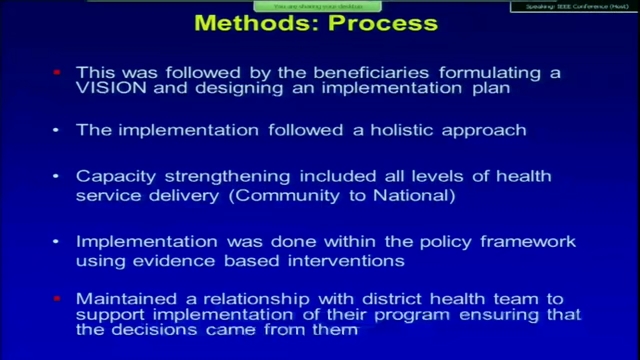 You are sharing your desktop
Speaking: IEEE Conference (Host)
Methods: Process
This was followed by the beneficiaries formulating a
VISION and designing an implementation plan
The implementation followed a holistic approach
Capacity strengthening included all levels of health
service delivery (Community to National)
Implementation was done within the policy framework
using evidence based interventions
Maintained a relationship with district health team to
support implementation of their program ensuring that
the decisions came from them